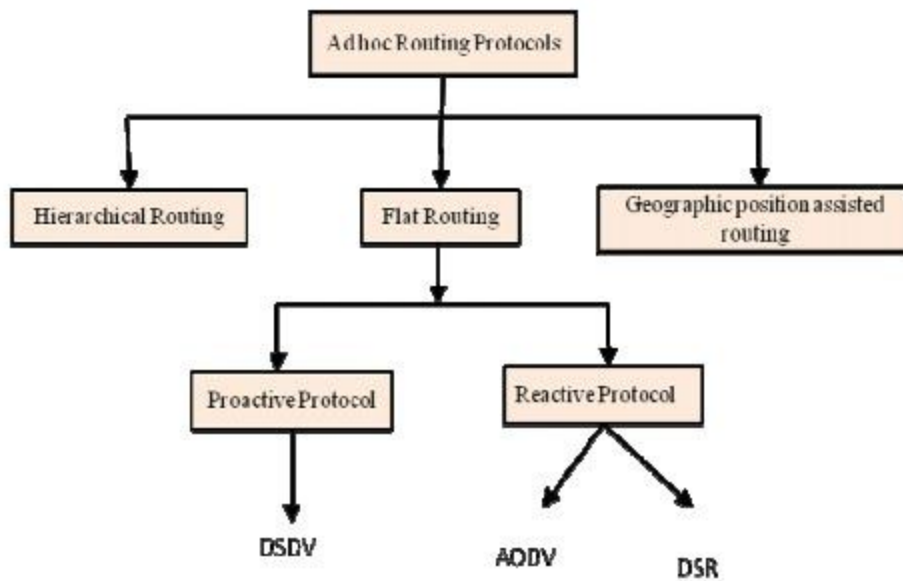 Ad hoc Routing Protocols
Hierarchical Routing
Flat Routing
Geographic position assisted
routing
Proactive Protocol
Reactive Protocol
DSDV
AODV
DSR